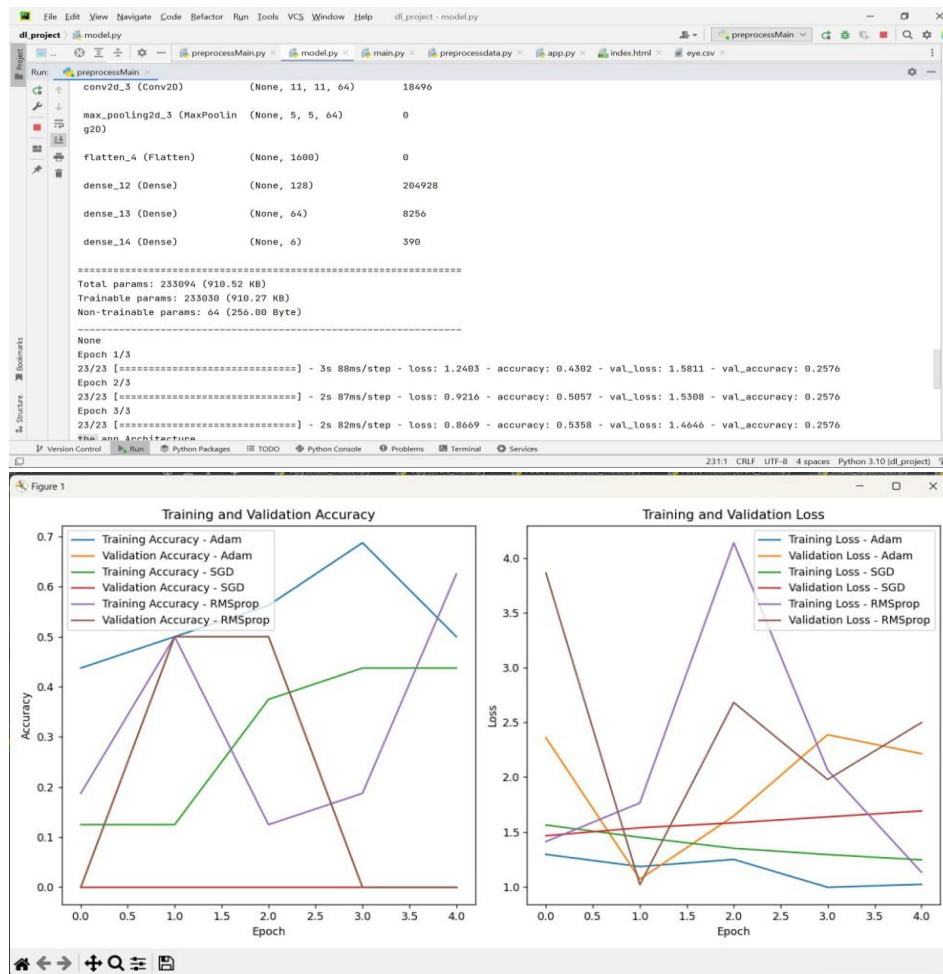 File Edit View Navigate Code Refactor Run Tools VCS Window Help dl_project - model.py
dl_project model.py preprocessMain
Project ... preprocessMain.py model.py main.py preprocessdata.py app.py index.html eye.csv
Run: preprocessMain
conv2d_3 (Conv2D) (None, 11, 11, 64) 18496
max_pooling2d_3 (MaxPoolin (None, 5, 5, 64) 0
g2D)
flatten_4 (Flatten) (None, 1600) 0
dense_12 (Dense) (None, 128) 204928
dense_13 (Dense) (None, 64) 8256
dense_14 (Dense) (None, 6) 390
=================================================================
Total params: 233094 (910.52 KB)
Trainable params: 233030 (910.27 KB)
Non-trainable params: 64 (256.00 Byte)
_________________________________________________________________
None
Epoch 1/3
23/23 [==============================] - 3s 88ms/step - loss: 1.2403 - accuracy: 0.4302 - val_loss: 1.5811 - val_accuracy: 0.2576
Epoch 2/3
23/23 [==============================] - 2s 87ms/step - loss: 0.9216 - accuracy: 0.5057 - val_loss: 1.5308 - val_accuracy: 0.2576
Epoch 3/3
23/23 [==============================] - 2s 82ms/step - loss: 0.8669 - accuracy: 0.5358 - val_loss: 1.4646 - val_accuracy: 0.2576
the ann Architecture
Bookmarks
Structure
Version Control Run Python Packages TODO Python Console Problems Terminal Services
231:1 CRLF UTF-8 4 spaces Python 3.10 (dl_project)
Figure 1
Training and Validation Accuracy
Training Accuracy - Adam
Validation Accuracy - Adam
Training Accuracy - SGD
Validation Accuracy - SGD
Training Accuracy - RMSprop
Validation Accuracy - RMSprop
0.7
0.6
0.5
0.4
0.3
0.2
0.1
0.0
Accuracy
0.0 0.5 1.0 1.5 2.0 2.5 3.0 3.5 4.0
Epoch
Training and Validation Loss
Training Loss - Adam
Validation Loss - Adam
Training Loss - SGD
Validation Loss - SGD
Training Loss - RMSprop
Validation Loss - RMSprop
4.0
3.5
3.0
2.5
2.0
1.5
1.0
Loss
0.0 0.5 1.0 1.5 2.0 2.5 3.0 3.5 4.0
Epoch